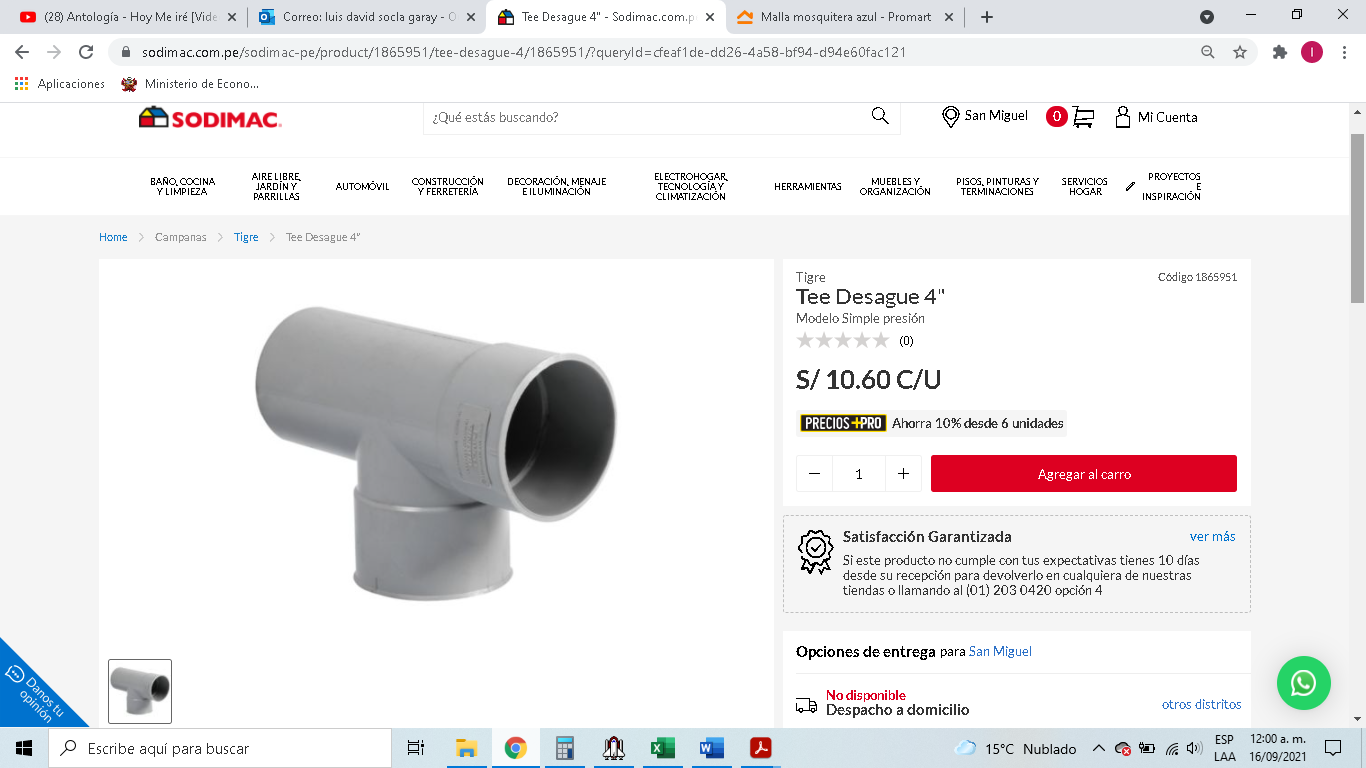 (28) Antología - Hoy Me iré [Vide
Correo: luis david socla garay - O
Tee Desague 4" - Sodimac.com.p
Malla mosquitera azul - Promart
sodimac.com.pe/sodimac-pe/product/1865951/tee-desague-4/1865951/?queryId=cfeaf1de-dd26-4a58-bf94-d94e60fac121
I
Aplicaciones
Ministerio de Econo...
SODIMAC
¿Qué estás buscando?
San Miguel
0
Mi Cuenta
BAÑO, COCINA
Y LIMPIEZA
AIRE LIBRE,
JARDÍN Y
PARRILLAS
AUTOMÓVIL
CONSTRUCCIÓN
Y FERRETERÍA
DECORACIÓN, MENAJE
E ILUMINACIÓN
ELECTROHOGAR,
TECNOLOGÍA Y
CLIMATIZACIÓN
HERRAMIENTAS
MUEBLES Y
ORGANIZACIÓN
PISOS, PINTURAS Y
TERMINACIONES
SERVICIOS
HOGAR
PROYECTOS
E
INSPIRACIÓN
Home
Campanas
Tigre
Tee Desague 4"
Tigre
Código 1865951
Tee Desague 4"
Modelo Simple presión
(0)
S/ 10.60 C/U
PRECIOS+PRO Ahorra 10% desde 6 unidades
1
Agregar al carro
Satisfacción Garantizada
ver más
Si este producto no cumple con tus expectativas tienes 10 días
desde su recepción para devolverlo en cualquiera de nuestras
tiendas o llamando al (01) 203 0420 opción 4
Opciones de entrega para San Miguel
No disponible
Despacho a domicilio
otros distritos
Danos tu
opinión
Escribe aquí para buscar
15°C Nublado
ESP
LAA
12:00 a. m.
16/09/2021